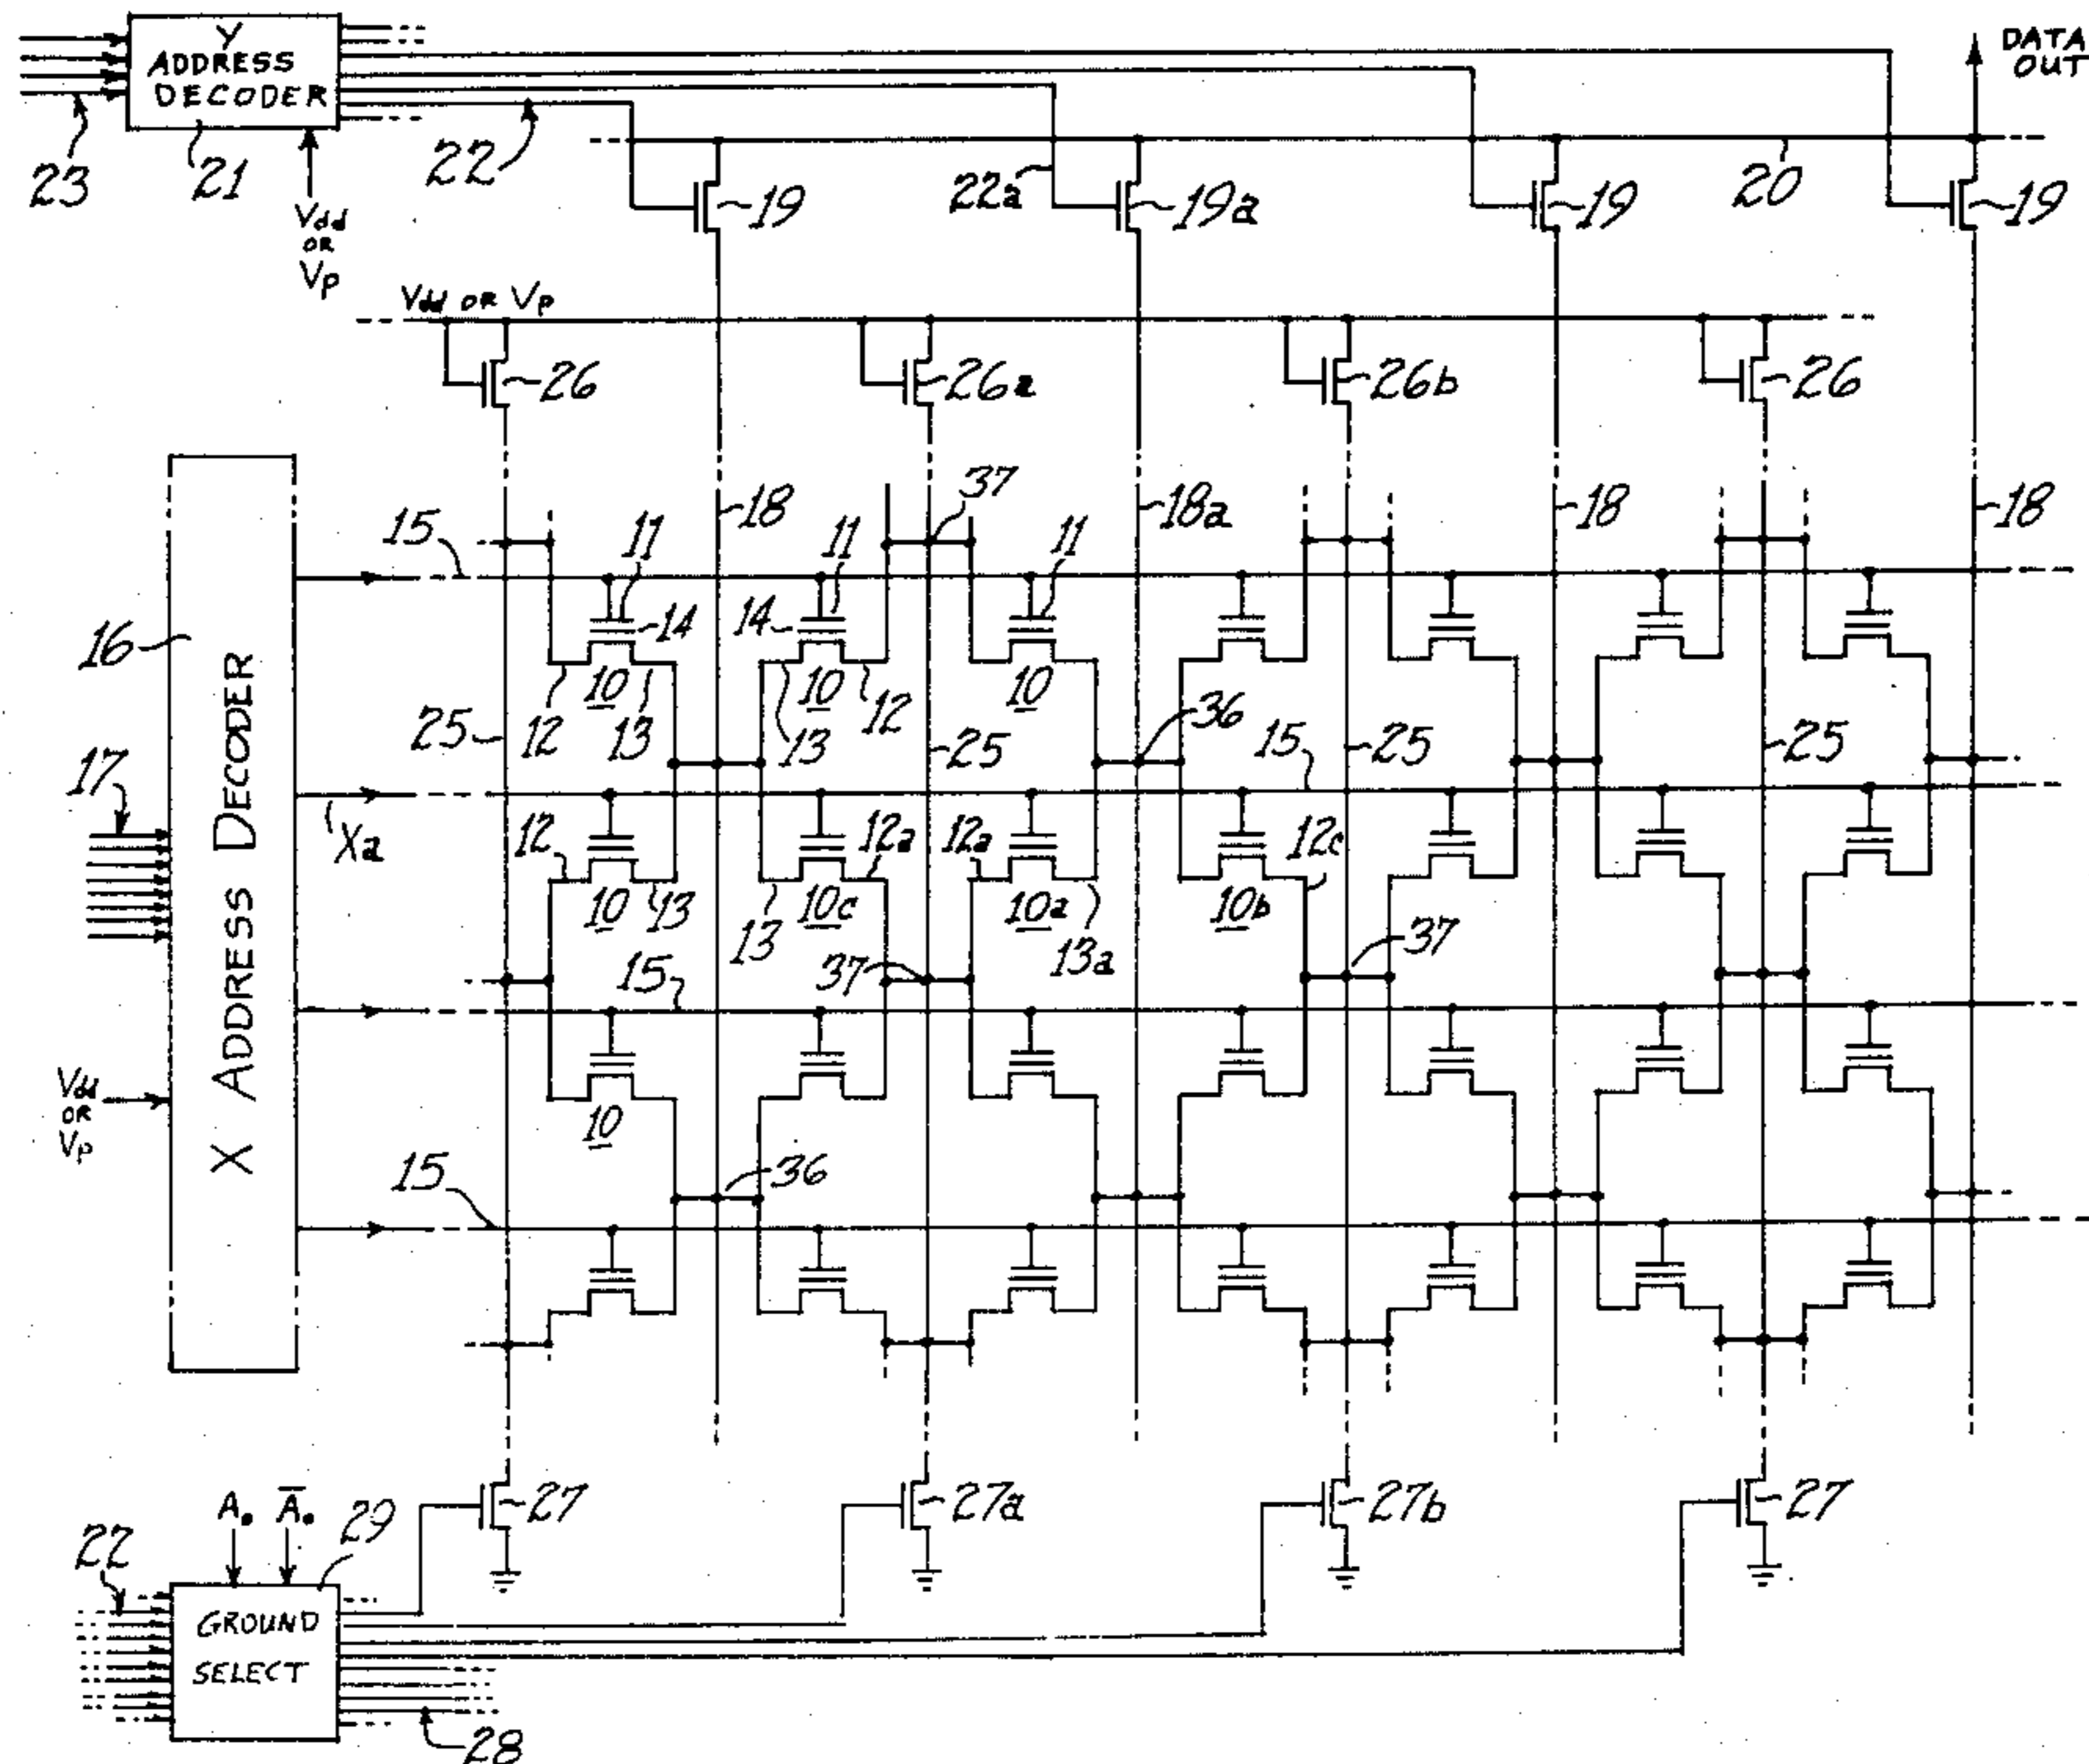 Y
ADDRESS
DECODER
DATA
OUT
23
21
Vdd
OR
Vp
22
19
22a
19a
19
20
19
Vdd OR Vp
26
26a
26b
26
37
18
18a
18
18
15
11
11
11
16
14
14
12
10
13
13
10
12
10
36
25
25
15
25
25
X ADDRESS DECODER
17
Xa
12
12a
12a
12c
10
13
13
10c
10a
13a
10b
37
37
15
Vdd
OR
Vp
10
15
36
27
27a
27b
27
A₀
A̅₀
29
22
GROUND
SELECT
28